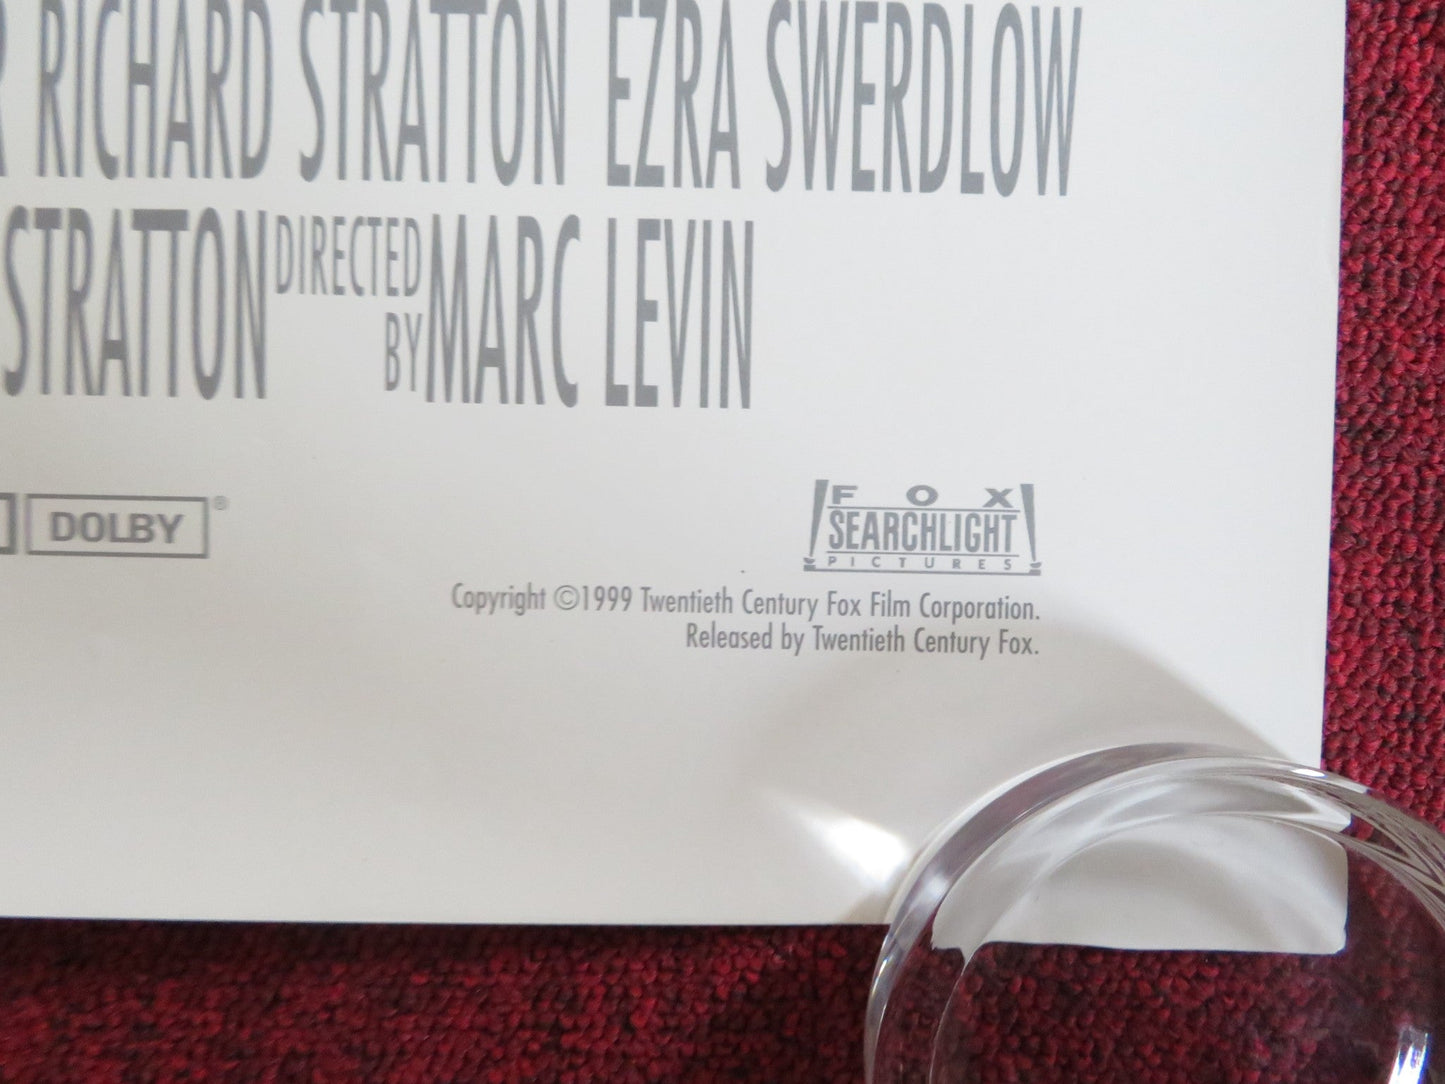 RICHARD STRATTON EZRA SWERDLOW
STRATTON DIRECTED BY MARC LEVIN
DOLBY®
FOX
SEARCHLIGHT
PICTURES
Copyright ©1999 Twentieth Century Fox Film Corporation.
Released by Twentieth Century Fox.